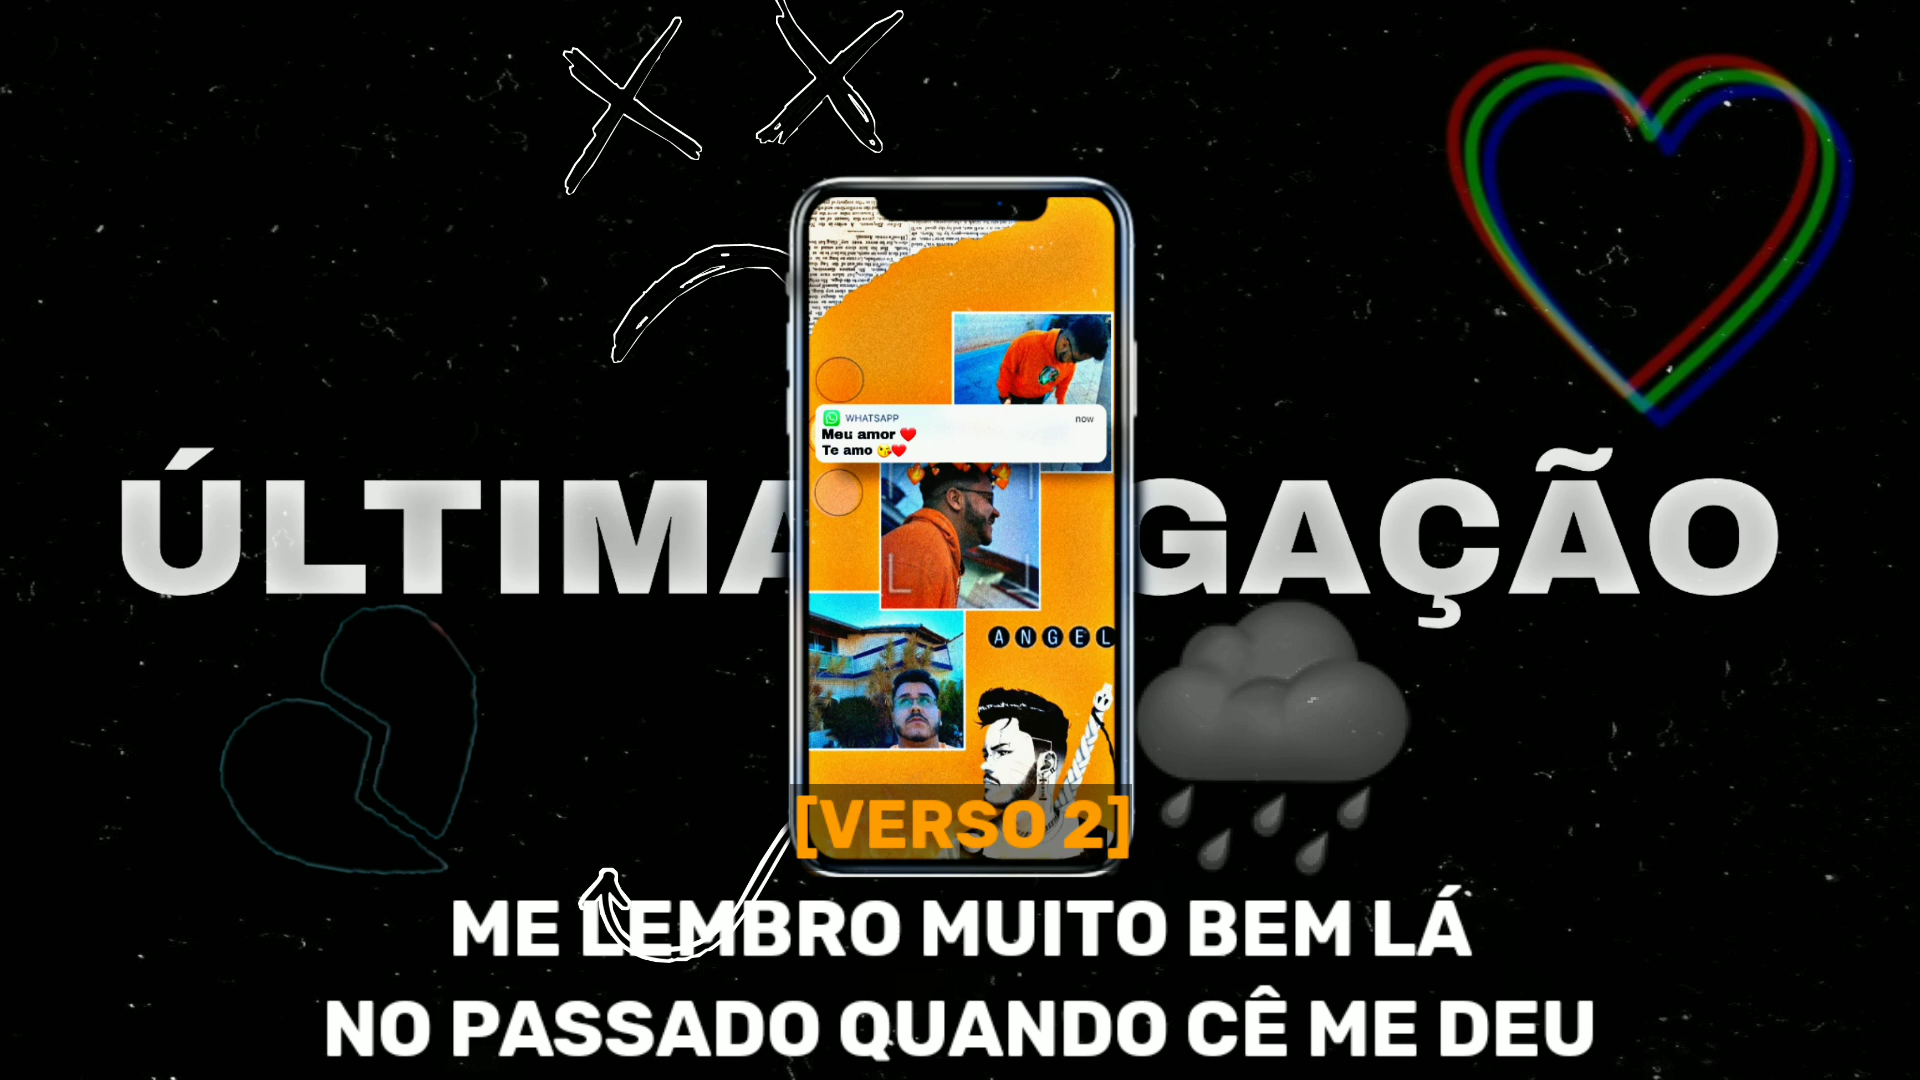 WHATSAPP now
Meu amor ❤️
Te amo 😘❤️
ÚLTIMA GAÇÃO
ANGEL
[VERSO 2]
ME LEMBRO MUITO BEM LÁ
NO PASSADO QUANDO CÊ ME DEU